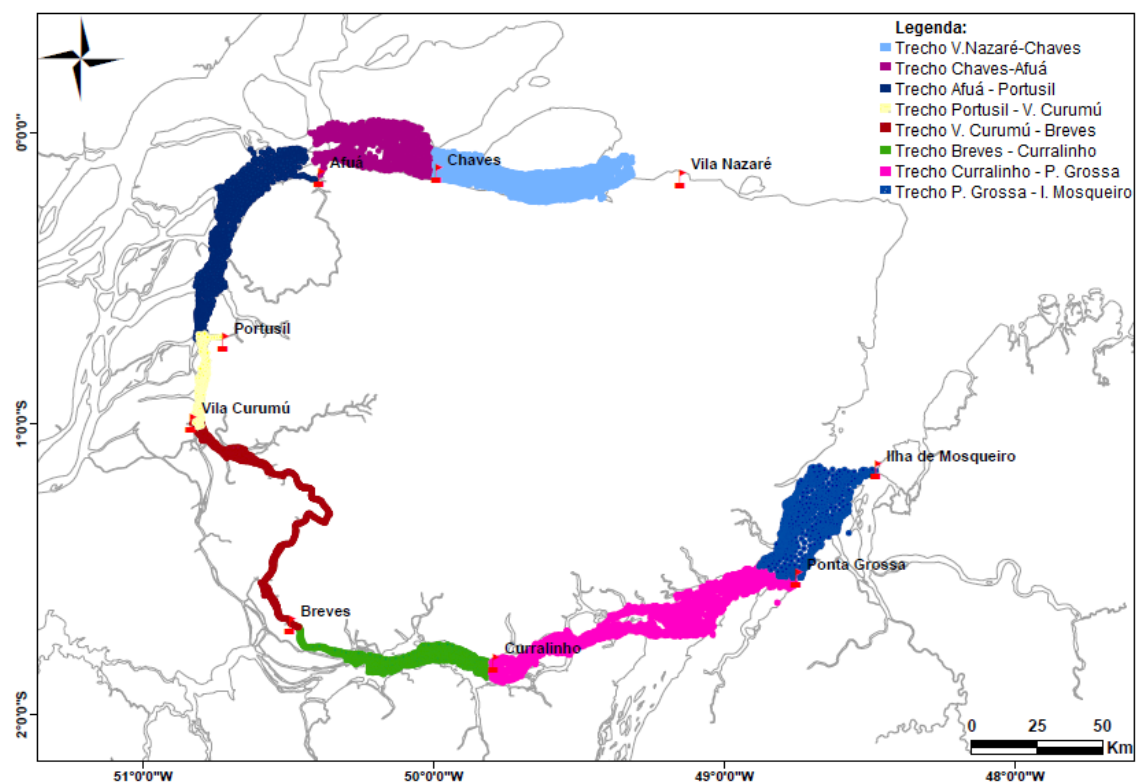 Legenda:
Trecho V.Nazaré-Chaves
Trecho Chaves-Afuá
Trecho Afuá - Portusil
Trecho Portusil - V. Curumú
Trecho V. Curumú - Breves
Trecho Breves - Curralinho
Trecho Curralinho - P. Grossa
Trecho P. Grossa - I. Mosqueiro
0°0'0"
Afuá
Chaves
Vila Nazaré
Portusil
Vila Curumú
1°0'0"S
Ilha de Mosqueiro
Ponta Grossa
Breves
Curralinho
2°0'0"S
0 25 50
Km
51°0'0"W 50°0'0"W 49°0'0"W 48°0'0"W